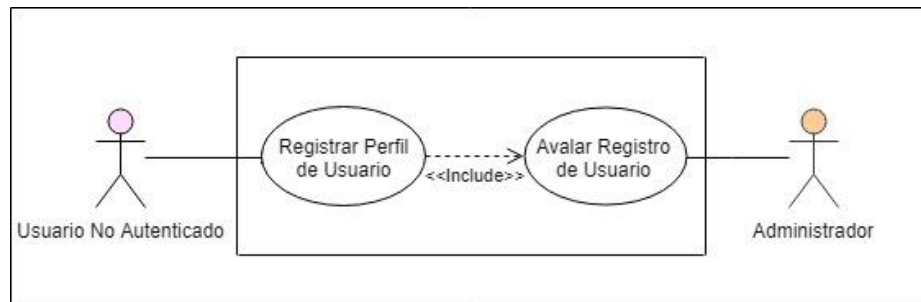 Registrar Perfil
de Usuario
<<Include>>
Avalar Registro
de Usuario
Usuario No Autenticado
Administrador